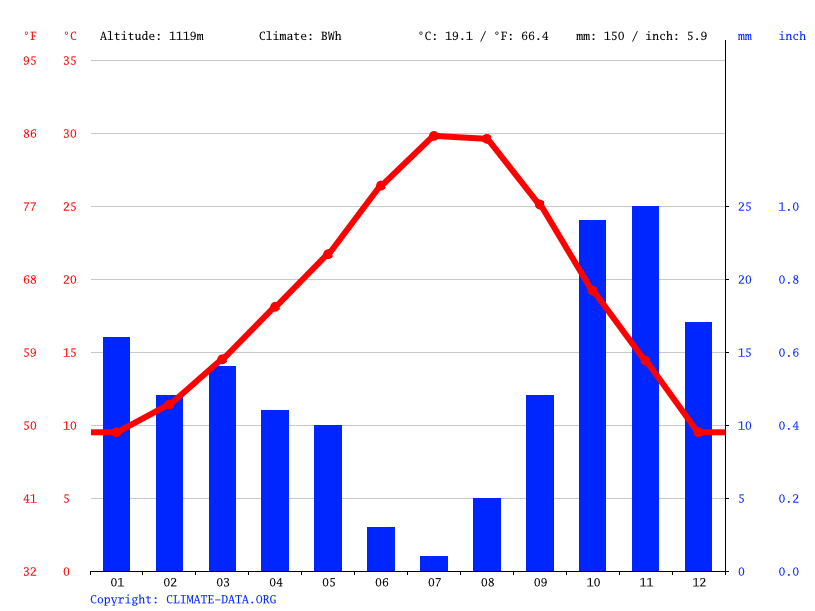 °F °C Altitude: 1119m Climate: BWh °C: 19.1 / °F: 66.4 mm: 150 / inch: 5.9 mm inch
95 35
86 30
77 25 25 1.0
68 20 20 0.8
59 15 15 0.6
50 10 10 0.4
41 5 5 0.2
32 0 0 0.0
01 02 03 04 05 06 07 08 09 10 11 12
Copyright: CLIMATE-DATA.ORG